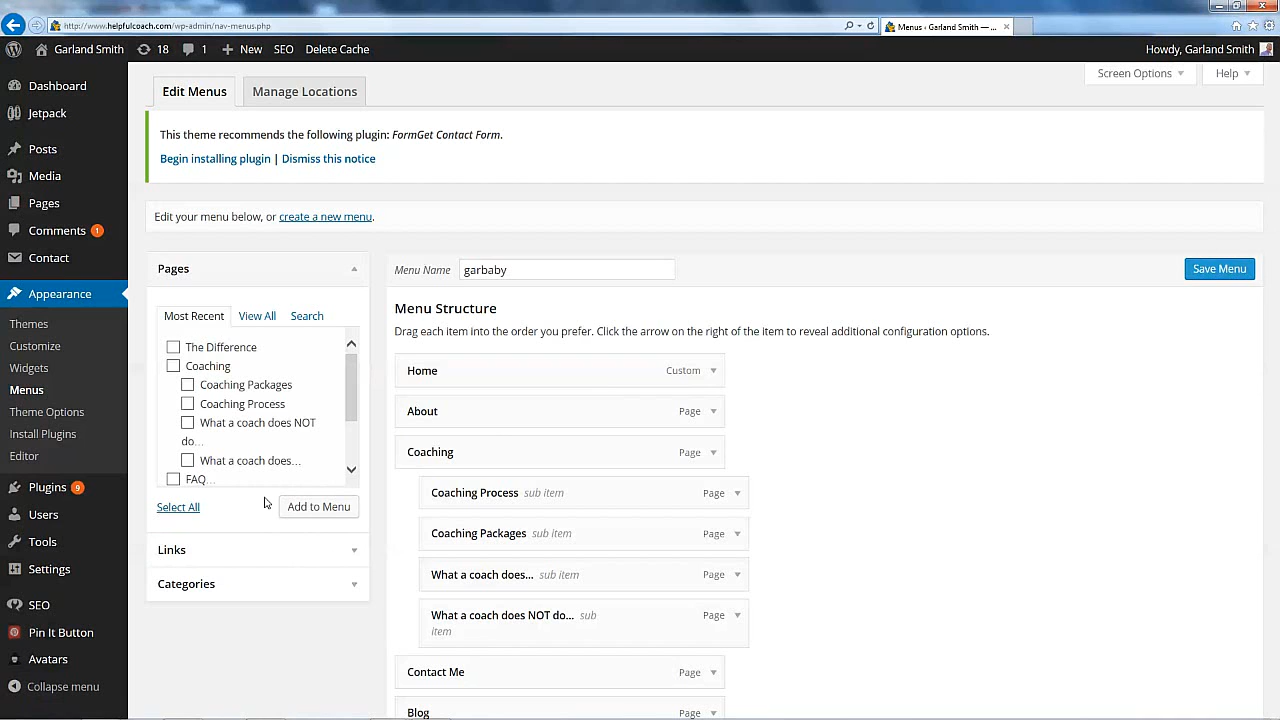 http://www.helpfulcoach.com/wp-admin/nav-menus.php
Menus ‹ Garland Smith — ...
Garland Smith
18
1
New
SEO
Delete Cache
Howdy, Garland Smith
Dashboard
Jetpack
Posts
Media
Pages
Comments 1
Contact
Appearance
Themes
Customize
Widgets
Menus
Theme Options
Install Plugins
Editor
Plugins 9
Users
Tools
Settings
SEO
Pin It Button
Avatars
Collapse menu
Screen Options
Help
Edit Menus
Manage Locations
This theme recommends the following plugin: FormGet Contact Form.
Begin installing plugin | Dismiss this notice
Edit your menu below, or create a new menu.
Pages
Most Recent
View All
Search
The Difference
Coaching
Coaching Packages
Coaching Process
What a coach does NOT
do...
What a coach does...
FAQ...
Select All
Add to Menu
Links
Categories
Menu Name
garbaby
Save Menu
Menu Structure
Drag each item into the order you prefer. Click the arrow on the right of the item to reveal additional configuration options.
Home
Custom
About
Page
Coaching
Page
Coaching Process sub item
Page
Coaching Packages sub item
Page
What a coach does... sub item
Page
What a coach does NOT do... sub
item
Page
Contact Me
Page
Blog
Page